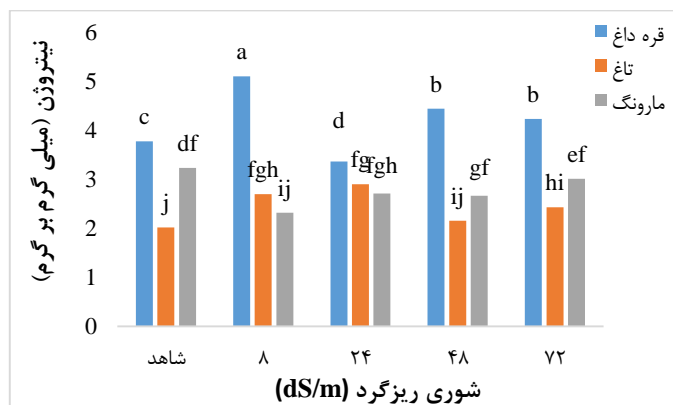 نیتروژن (میلی گرم بر گرم)
6
5
4
3
2
1
0
قره داغ
تاغ
مارونگ
c
j
df
a
fgh
ij
d
fg
fgh
b
ij
gf
b
hi
ef
شاهد
۸
۲۴
۴۸
۷۲
شوری ریزگرد (dS/m)